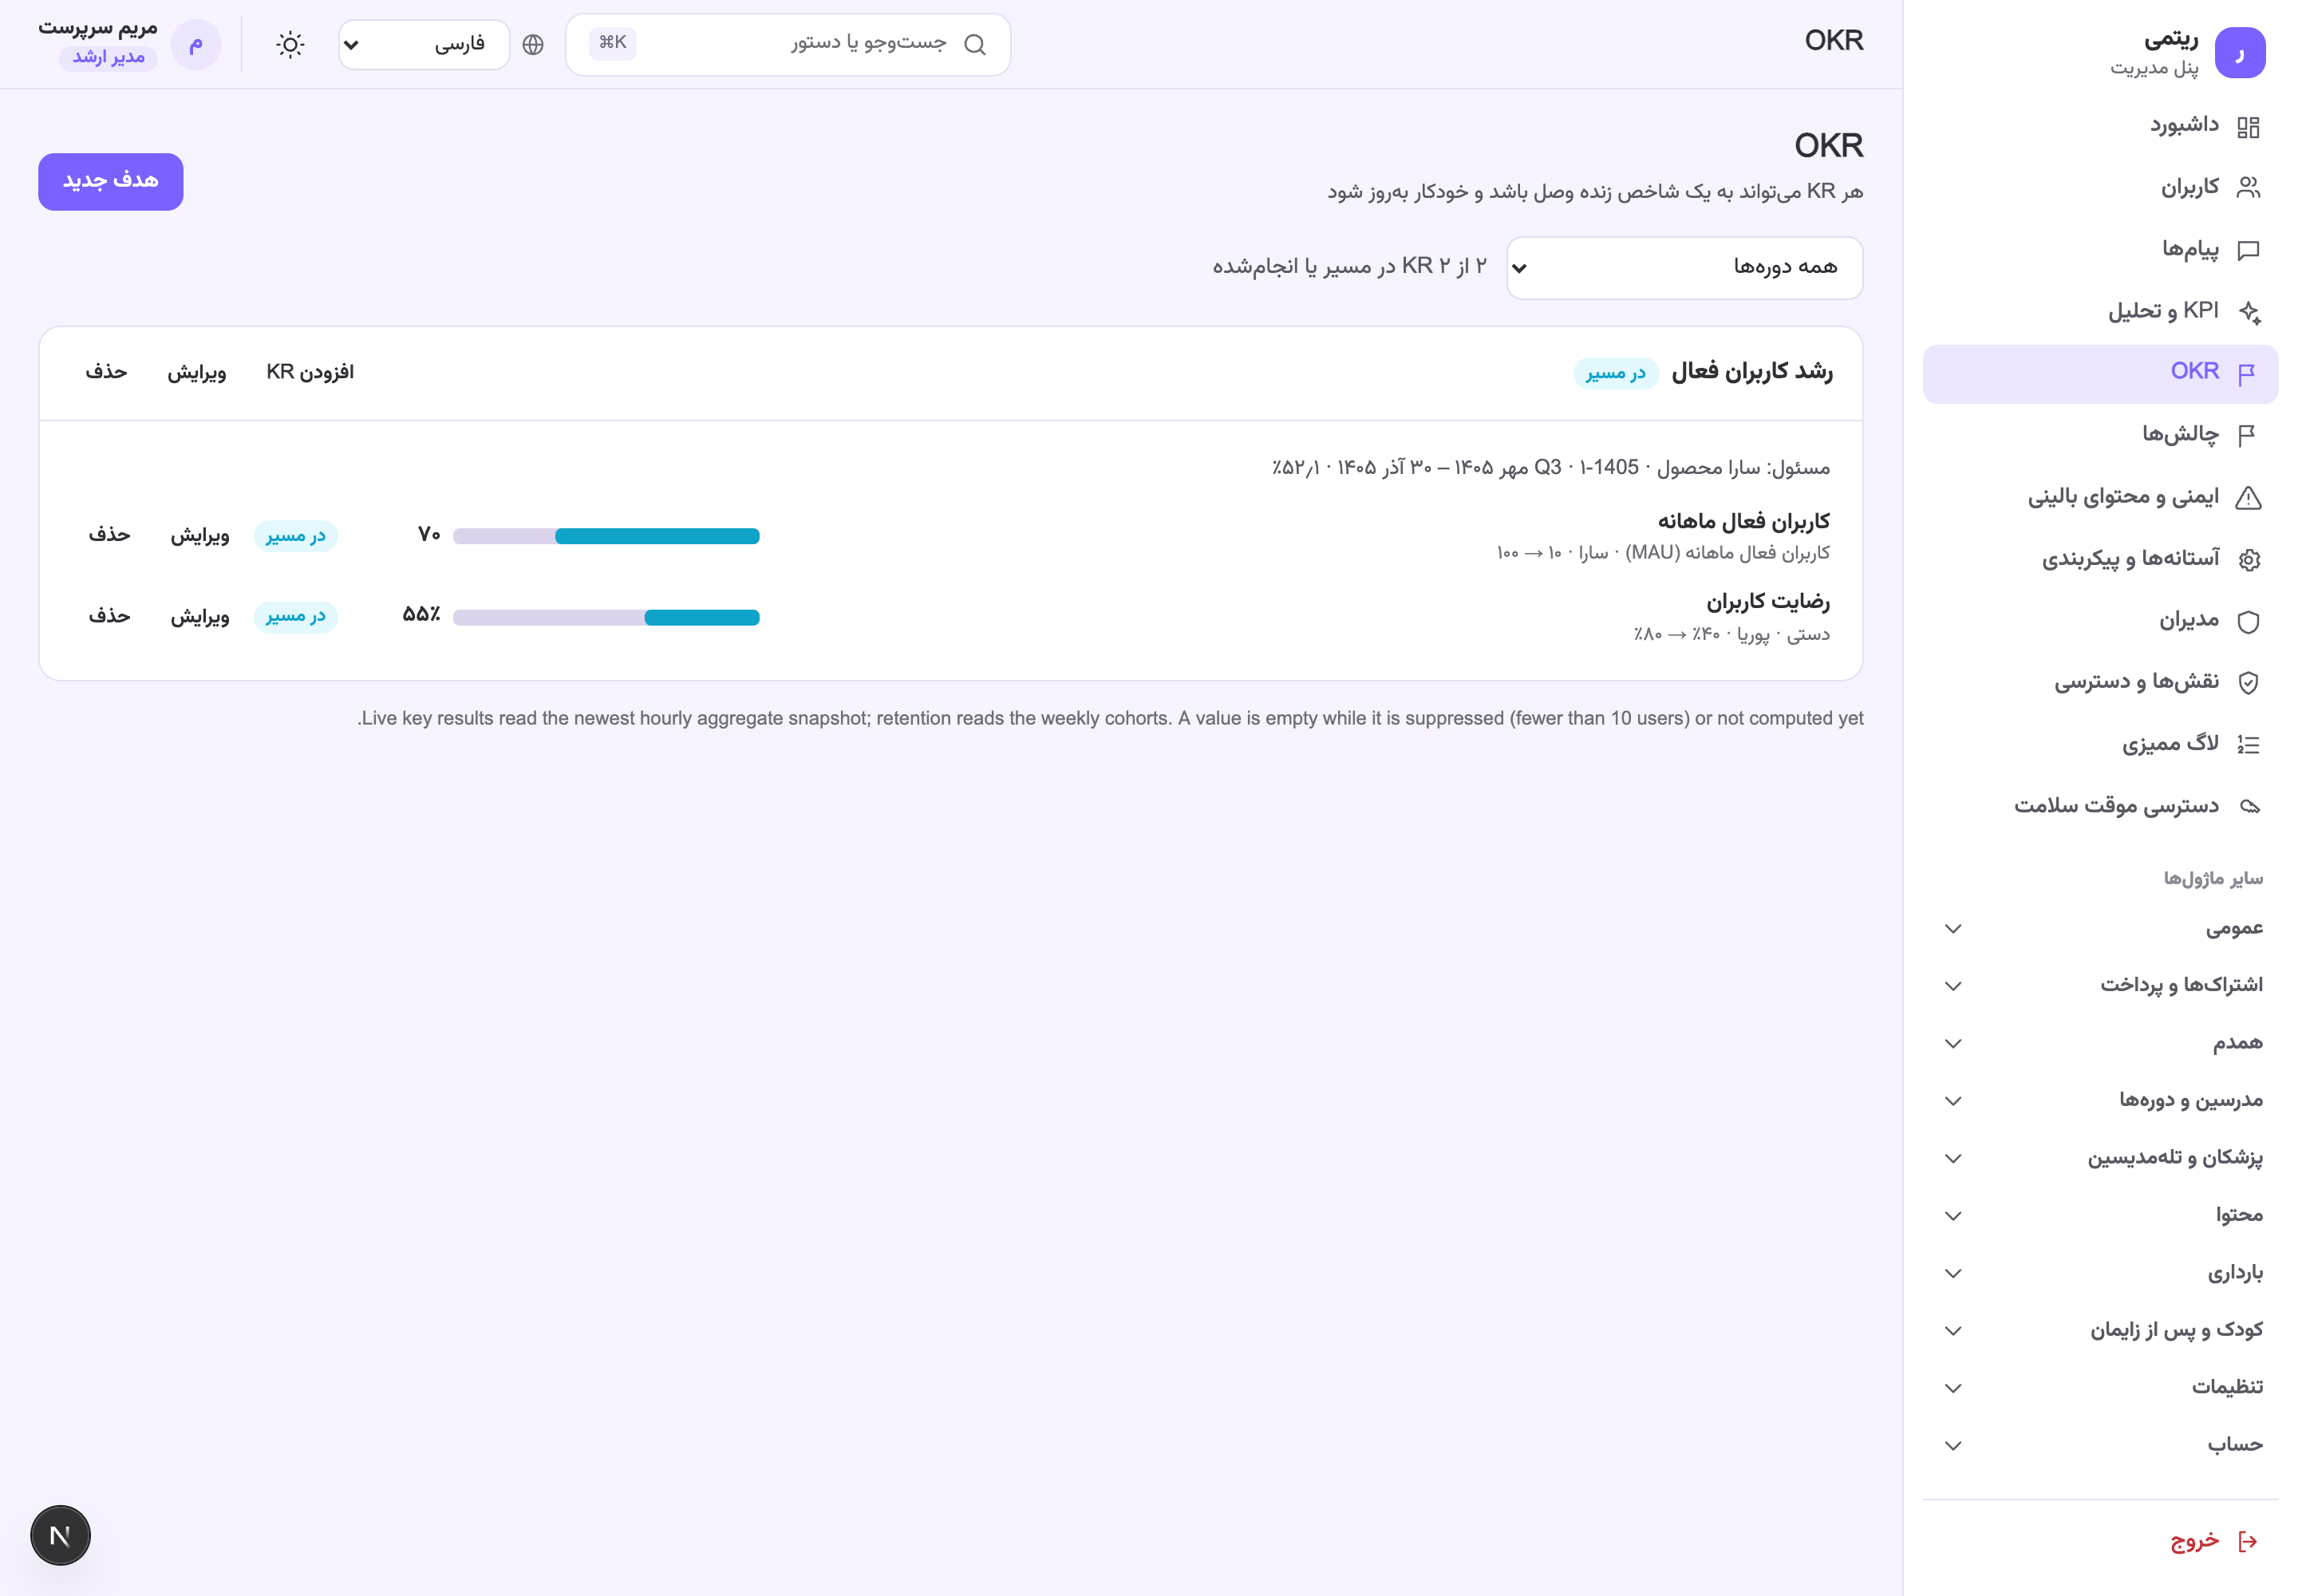 ر
ریتمی
پنل مدیریت
داشبورد
کاربران
پیام‌ها
KPI و تحلیل
OKR
چالش‌ها
ایمنی و محتوای بالینی
آستانه‌ها و پیکربندی
مدیران
نقش‌ها و دسترسی
لاگ ممیزی
دسترسی موقت سلامت
سایر ماژول‌ها
عمومی
اشتراک‌ها و پرداخت
همدم
مدرسین و دوره‌ها
پزشکان و تله‌مدیسین
محتوا
بارداری
کودک و پس از زایمان
تنظیمات
حساب
خروج
OKR
جست‌وجو یا دستور
⌘K
فارسی
م
مریم سرپرست
مدیر ارشد
OKR
هر KR می‌تواند به یک شاخص زنده وصل باشد و خودکار به‌روز شود
هدف جدید
همه دوره‌ها
۲ از ۲ KR در مسیر یا انجام‌شده
رشد کاربران فعال
در مسیر
افزودن KR
ویرایش
حذف
مسئول: سارا محصول · 1405-Q3 · ۱ مهر ۱۴۰۵ – ۳۰ آذر ۱۴۰۵ · ۵۲٫۱٪
کاربران فعال ماهانه
کاربران فعال ماهانه (MAU) · سارا · ۱۰ → ۱۰۰
۷۰
در مسیر
ویرایش
حذف
رضایت کاربران
دستی · پوریا · ۴۰٪ → ۸۰٪
۵۵٪
در مسیر
ویرایش
حذف
Live key results read the newest hourly aggregate snapshot; retention reads the weekly cohorts. A value is empty while it is suppressed (fewer than 10 users) or not computed yet.
N